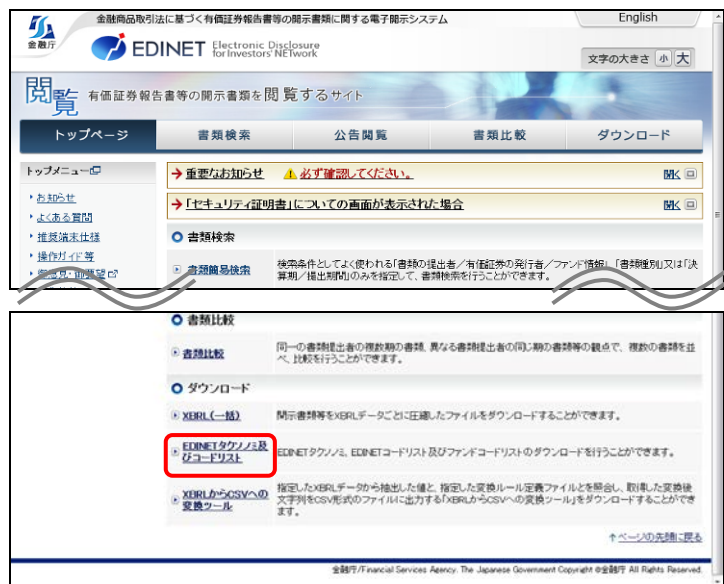 金融商品取引法に基づく有価証券報告書等の開示書類に関する電子開示システム
English
金融庁
EDINET Electronic Disclosure for Investors' NETwork
文字の大きさ 小 大
閲覧 有価証券報告書等の開示書類を閲覧するサイト
トップページ 書類検索 公告閲覧 書類比較 ダウンロード
トップメニュー
お知らせ
よくある質問
推奨端末仕様
操作ガイド等
御意見・御要望
重要なお知らせ 必ず確認してください。 開く
「セキュリティ証明書」についての画面が表示された場合 開く
書類検索
書類簡易検索
検索条件としてよく使われる「書類の提出者/有価証券の発行者/ファンド情報」、「書類種別」又は「決
算期/提出期間」のみを指定して、書類検索を行うことができます。
書類比較
書類比較
同一の書類提出者の複数期の書類、異なる書類提出者の同じ期の書類等の観点で、複数の書類を並
べ、比較を行うことができます。
ダウンロード
XBRL(一括)
開示書類等をXBRLデータごとに圧縮したファイルをダウンロードすることができます。
EDINETタクソノミ及
びコードリスト
EDINETタクソノミ、EDINETコードリスト及びファンドコードリストのダウンロードを行うことができます。
XBRLからCSVへの
変換ツール
指定したXBRLデータから抽出した値と、指定した変換ルール定義ファイルとを照合し、取得した変換後
文字列をCSV形式のファイルに出力する「XBRLからCSVへの変換ツール」をダウンロードすることができ
ます。
ページの先頭に戻る
金融庁/Financial Services Agency. The Japanese Government Copyright ©金融庁 All Rights Reserved.